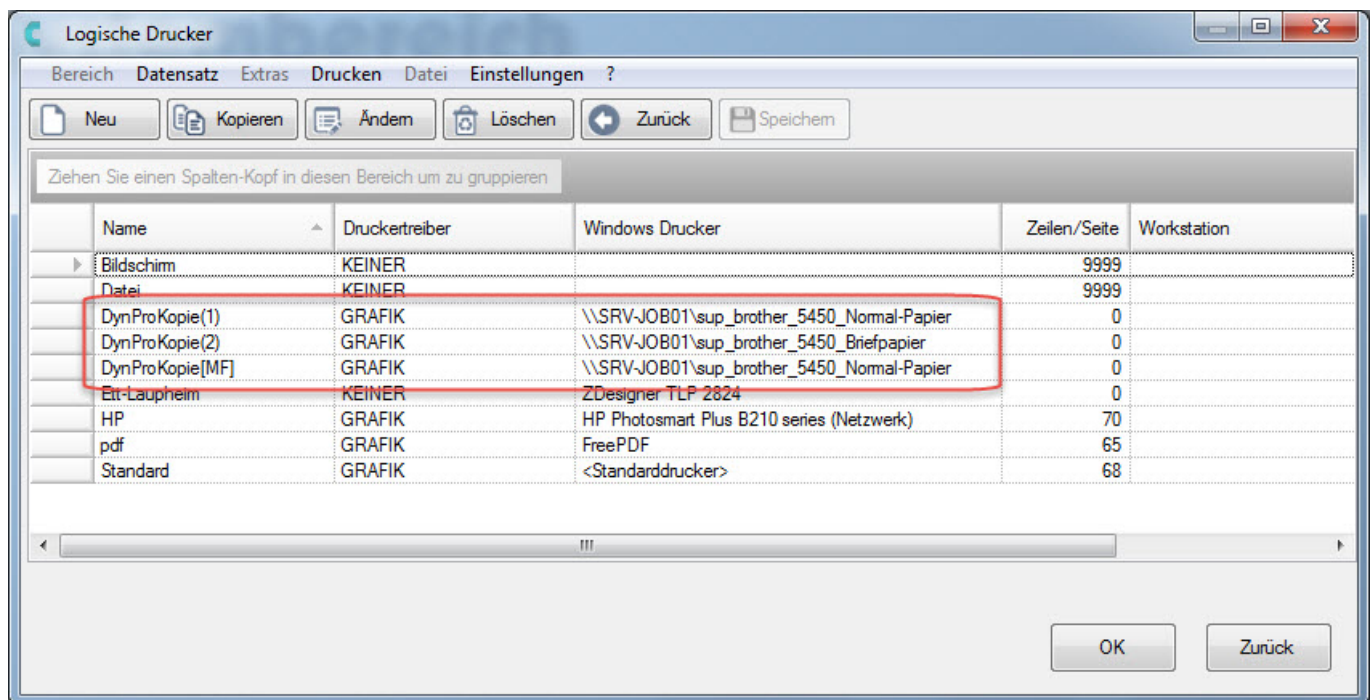 Logische Drucker
Bereich Datensatz Extras Drucken Datei Einstellungen ?
Neu Kopieren Ändern Löschen Zurück Speichern
Ziehen Sie einen Spalten-Kopf in diesen Bereich um zu gruppieren
Name Druckertreiber Windows Drucker Zeilen/Seite Workstation
Bildschirm KEINER 9999
Datei KEINER 9999
DynProKopie(1) GRAFIK \\SRV-JOB01\sup_brother_5450_Normal-Papier 0
DynProKopie(2) GRAFIK \\SRV-JOB01\sup_brother_5450_Briefpapier 0
DynProKopie[MF] GRAFIK \\SRV-JOB01\sup_brother_5450_Normal-Papier 0
Ett-Laupheim KEINER ZDesigner TLP 2824 0
HP GRAFIK HP Photosmart Plus B210 series (Netzwerk) 70
pdf GRAFIK FreePDF 65
Standard GRAFIK <Standarddrucker> 68
OK Zurück